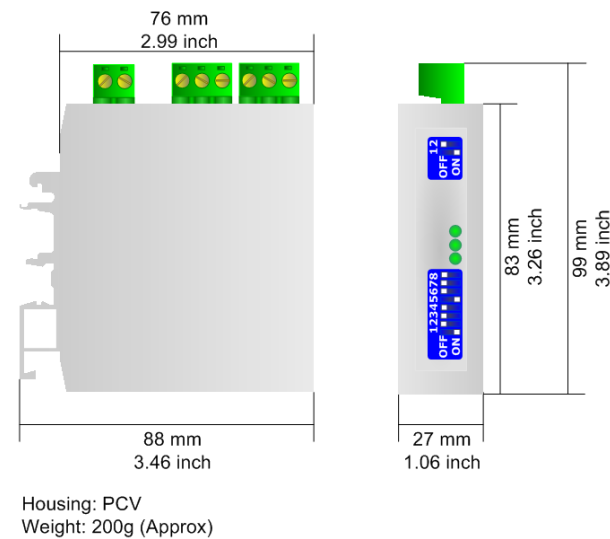 76 mm
2.99 inch
12
OFF
ON
83 mm
3.26 inch
99 mm
3.89 inch
12345678
OFF
ON
88 mm
3.46 inch
27 mm
1.06 inch
Housing: PCV
Weight: 200g (Approx)